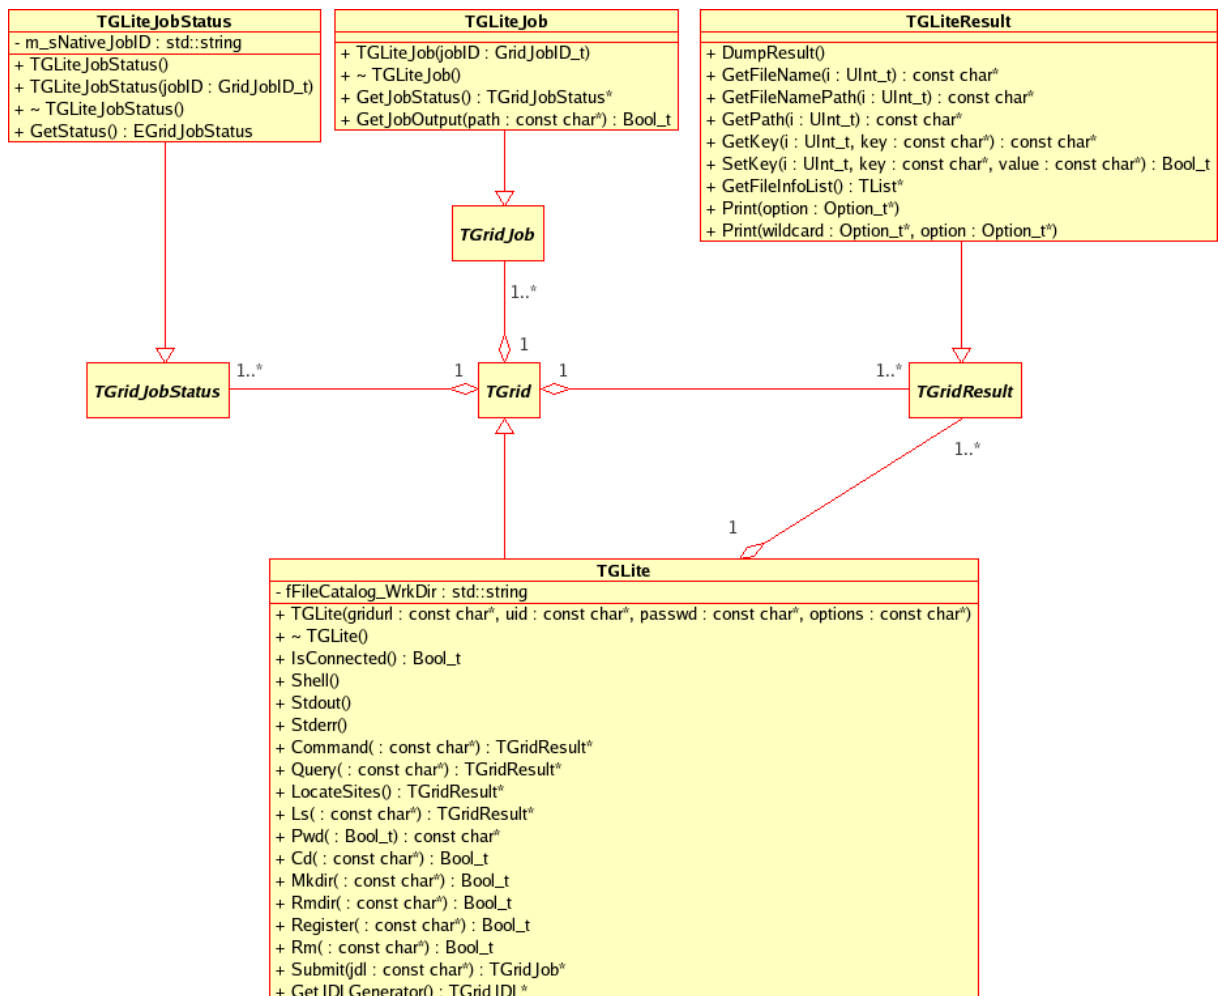 TGLiteJobStatus
- m_sNativeJobID : std::string
+ TGLiteJobStatus()
+ TGLiteJobStatus(jobID : GridJobID_t)
+ ~ TGLiteJobStatus()
+ GetStatus() : EGridJobStatus
TGLiteJob
+ TGLiteJob(jobID : GridJobID_t)
+ ~ TGLiteJob()
+ GetJobStatus() : TGridJobStatus*
+ GetJobOutput(path : const char*) : Bool_t
TGLiteResult
+ DumpResult()
+ GetFileName(i : UInt_t) : const char*
+ GetFileNamePath(i : UInt_t) : const char*
+ GetPath(i : UInt_t) : const char*
+ GetKey(i : UInt_t, key : const char*) : const char*
+ SetKey(i : UInt_t, key : const char*, value : const char*) : Bool_t
+ GetFileInfoList() : TList*
+ Print(option : Option_t*)
+ Print(wildcard : Option_t*, option : Option_t*)
TGridJob
1..*
1
TGridJobStatus
1..*
1
TGrid
1
1..*
TGridResult
1..*
1
TGLite
- fFileCatalog_WrkDir : std::string
+ TGLite(gridurl : const char*, uid : const char*, passwd : const char*, options : const char*)
+ ~ TGLite()
+ IsConnected() : Bool_t
+ Shell()
+ Stdout()
+ Stderr()
+ Command( : const char*) : TGridResult*
+ Query( : const char*) : TGridResult*
+ LocateSites() : TGridResult*
+ Ls( : const char*) : TGridResult*
+ Pwd( : Bool_t) : const char*
+ Cd( : const char*) : Bool_t
+ Mkdir( : const char*) : Bool_t
+ Rmdir( : const char*) : Bool_t
+ Register( : const char*) : Bool_t
+ Rm( : const char*) : Bool_t
+ Submit(jdl : const char*) : TGridJob*
+ GetJDLGenerator() : TGridJDL*